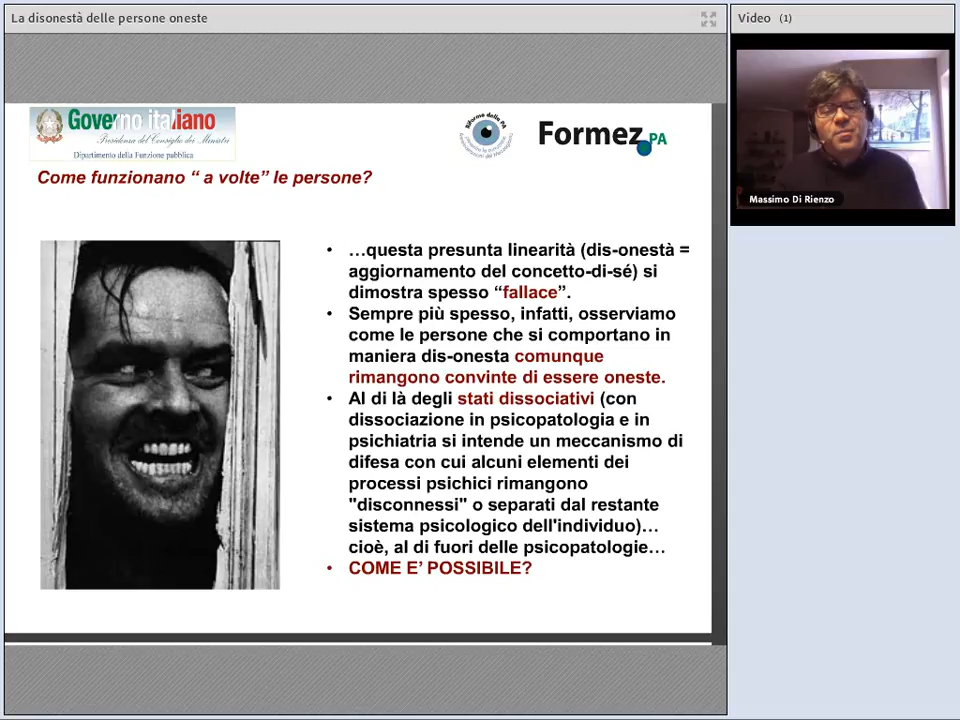 La disonestà delle persone oneste
Video (1)
Governo italiano
Presidenza del Consiglio dei Ministri
Dipartimento della Funzione pubblica
Riforme delle PA
Formez PA
Massimo Di Rienzo
Come funzionano “ a volte” le persone?
• …questa presunta linearità (dis-onestà =
aggiornamento del concetto-di-sé) si
dimostra spesso “fallace”.
• Sempre più spesso, infatti, osserviamo
come le persone che si comportano in
maniera dis-onesta comunque
rimangono convinte di essere oneste.
• Al di là degli stati dissociativi (con
dissociazione in psicopatologia e in
psichiatria si intende un meccanismo di
difesa con cui alcuni elementi dei
processi psichici rimangono
"disconnessi" o separati dal restante
sistema psicologico dell'individuo)…
cioè, al di fuori delle psicopatologie…
• COME E’ POSSIBILE?